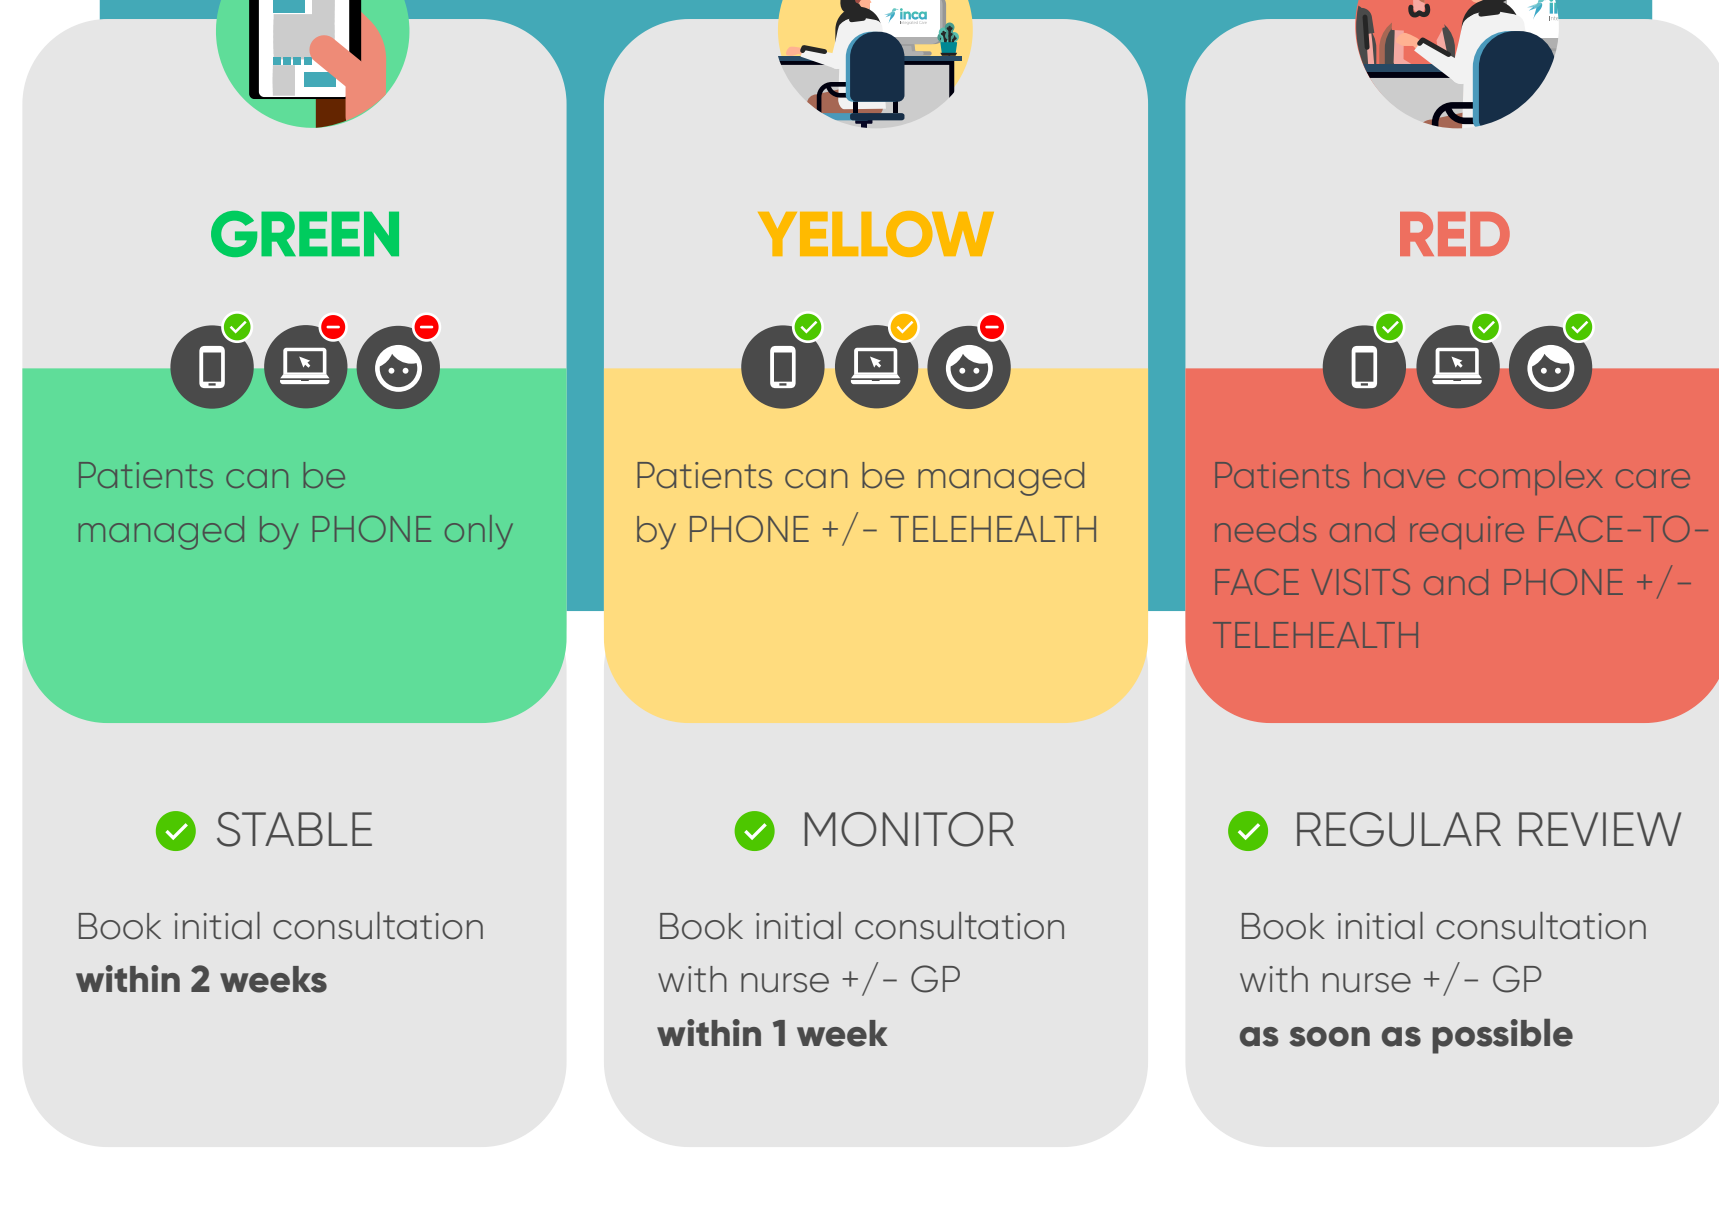 inca
GREEN
Patients can be
managed by PHONE only
STABLE
Book initial consultation
within 2 weeks
YELLOW
Patients can be managed
by PHONE +/- TELEHEALTH
MONITOR
Book initial consultation
with nurse +/- GP
within 1 week
RED
Patients have complex care
needs and require FACE-TO-
FACE VISITS and PHONE +/-
TELEHEALTH
REGULAR REVIEW
Book initial consultation
with nurse +/- GP
as soon as possible